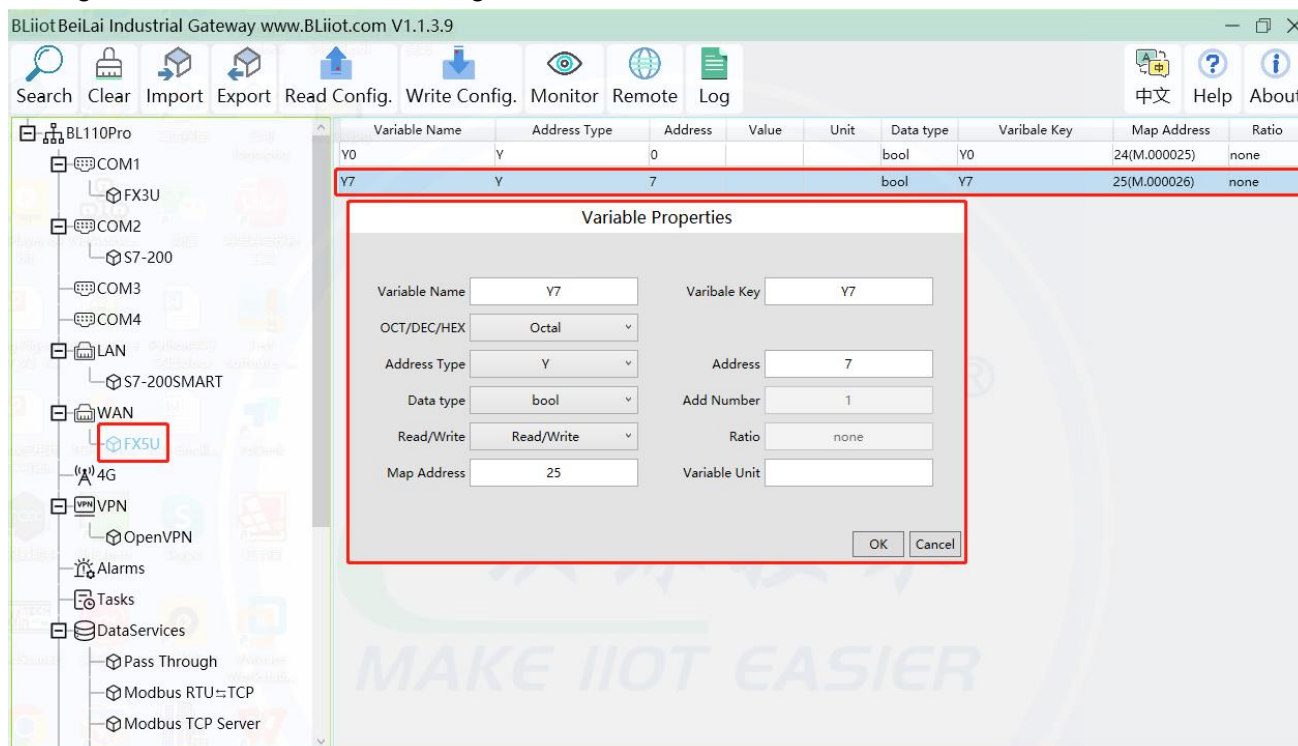 BLiiot BeiLai Industrial Gateway www.BLiiot.com V1.1.3.9
Search Clear Import Export Read Config. Write Config. Monitor Remote Log 中文 Help About
BL110Pro
COM1
FX3U
COM2
S7-200
COM3
COM4
LAN
S7-200SMART
WAN
FX5U
4G
VPN
VPN
OpenVPN
Alarms
Tasks
DataServices
Pass Through
Modbus RTU⇆TCP
Modbus TCP Server
Variable Name Address Type Address Value Unit Data type Varibale Key Map Address Ratio
Y0 Y 0 bool Y0 24(M.000025) none
Y7 Y 7 bool Y7 25(M.000026) none
Variable Properties
Variable Name Y7 Varibale Key Y7
OCT/DEC/HEX Octal
Address Type Y Address 7
Data type bool Add Number 1
Read/Write Read/Write Ratio none
Map Address 25 Variable Unit
OK Cancel
MAKE IIOT EASIER